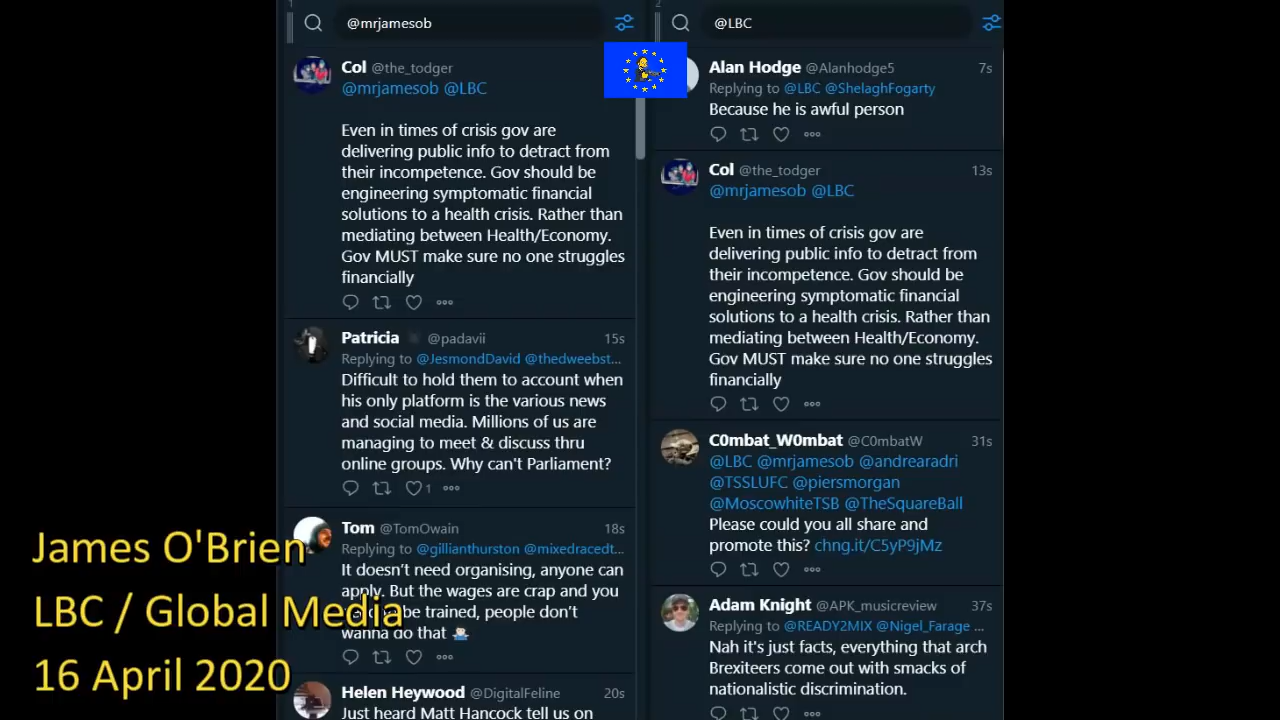 1
@mrjamesob
Col @the_todger
@mrjamesob @LBC
Even in times of crisis gov are
delivering public info to detract from
their incompetence. Gov should be
engineering symptomatic financial
solutions to a health crisis. Rather than
mediating between Health/Economy.
Gov MUST make sure no one struggles
financially
Patricia @padavii 15s
Replying to @JesmondDavid @thedweebst...
Difficult to hold them to account when
his only platform is the various news
and social media. Millions of us are
managing to meet & discuss thru
online groups. Why can't Parliament?
1
Tom @TomOwain 18s
Replying to @gillianthurston @mixedracedt...
It doesn't need organising, anyone can
apply. But the wages are crap and you
be trained, people don't
wanna do that
Helen Heywood @DigitalFeline 20s
Just heard Matt Hancock tell us on
2
@LBC
Alan Hodge @Alanhodge5 7s
Replying to @LBC @ShelaghFogarty
Because he is awful person
Col @the_todger 13s
@mrjamesob @LBC
Even in times of crisis gov are
delivering public info to detract from
their incompetence. Gov should be
engineering symptomatic financial
solutions to a health crisis. Rather than
mediating between Health/Economy.
Gov MUST make sure no one struggles
financially
C0mbat_W0mbat @C0mbatW 31s
@LBC @mrjamesob @andrearadri
@TSSLUFC @piersmorgan
@MoscowhiteTSB @TheSquareBall
Please could you all share and
promote this? chng.it/C5yP9jMz
Adam Knight @APK_musicreview 37s
Replying to @READY2MIX @Nigel_Farage ...
Nah it's just facts, everything that arch
Brexiteers come out with smacks of
nationalistic discrimination.
James O'Brien
LBC / Global Media
16 April 2020